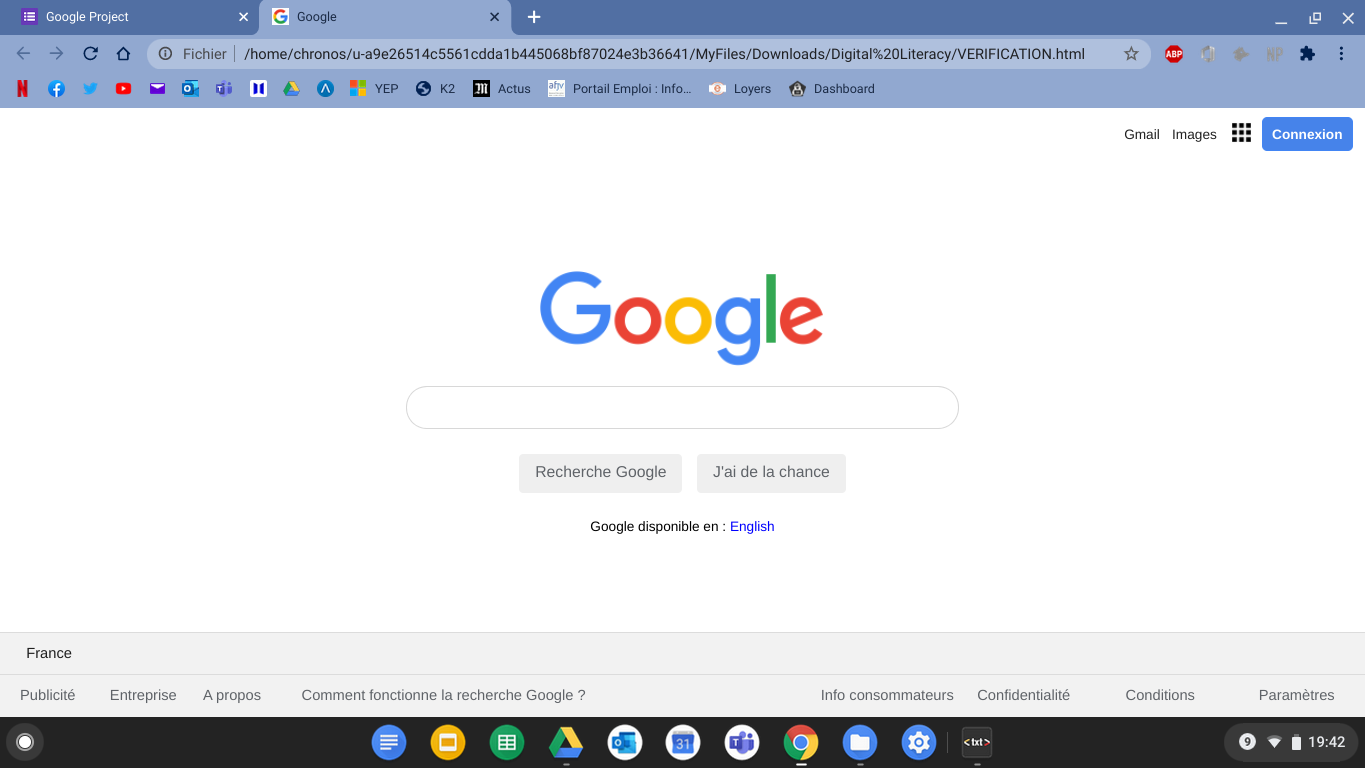 Google Project
Google
Fichier /home/chronos/u-a9e26514c5561cdda1b445068bf87024e3b36641/MyFiles/Downloads/Digital%20Literacy/VERIFICATION.html
ABP
NP
YEP K2 Actus Portail Emploi : Info... Loyers Dashboard
Gmail Images Connexion
Google
Recherche Google J'ai de la chance
Google disponible en : English
France
Publicité Entreprise A propos Comment fonctionne la recherche Google ? Info consommateurs Confidentialité Conditions Paramètres
31 <txt> 9 19:42